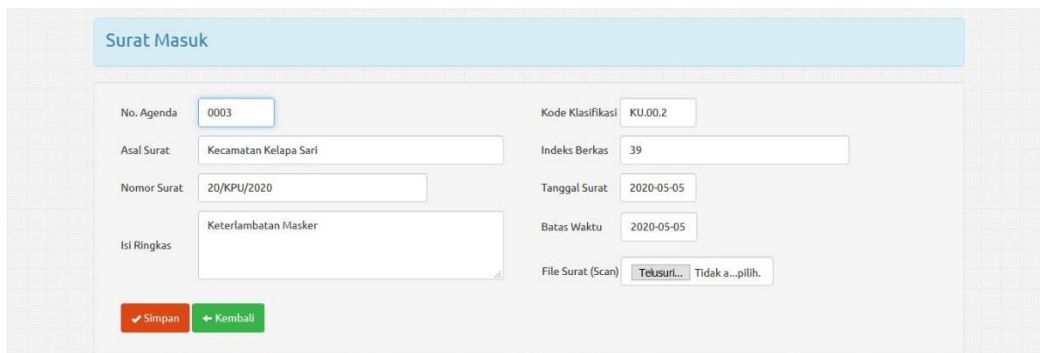 Surat Masuk
No. Agenda 0003
Kode Klasifikasi KU.00.2
Asal Surat Kecamatan Kelapa Sari
Indeks Berkas 39
Nomor Surat 20/KPU/2020
Tanggal Surat 2020-05-05
Isi Ringkas Keterlambatan Masker
Batas Waktu 2020-05-05
File Surat (Scan) Telusuri... Tidak a...pilih.
Simpan Kembali